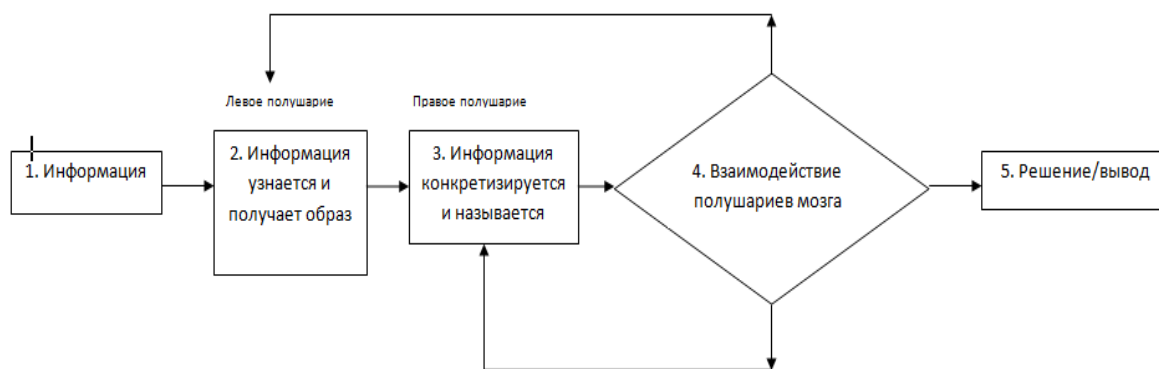 Левое полушарие
Правое полушарие
1. Информация
2. Информация
узнается и
получает образ
3. Информация
конкретизируется
и называется
4. Взаимодействие
полушариев мозга
5. Решение/вывод